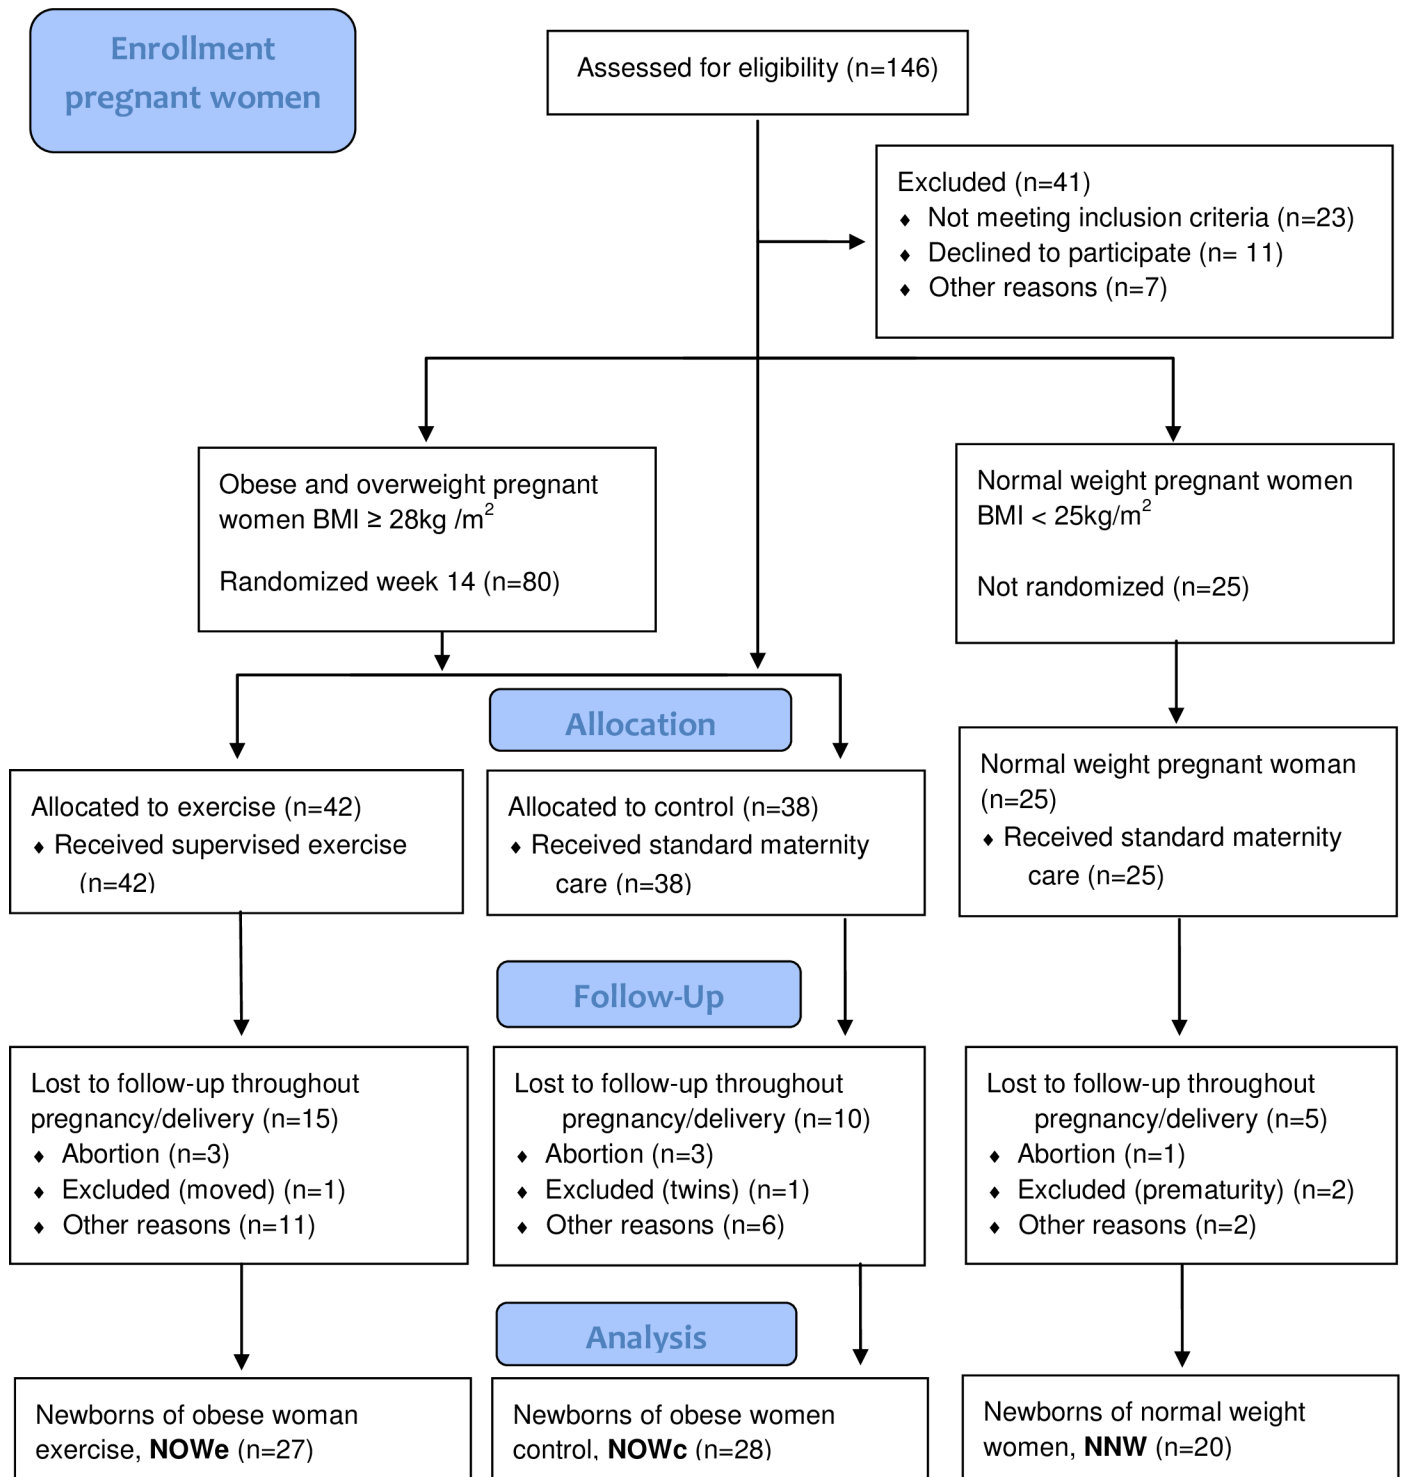 Enrollment
pregnant women
Assessed for eligibility (n=146)
Excluded (n=41)
♦ Not meeting inclusion criteria (n=23)
♦ Declined to participate (n= 11)
♦ Other reasons (n=7)
Obese and overweight pregnant
women BMI ≥ 28kg /m²
Randomized week 14 (n=80)
Normal weight pregnant women
BMI < 25kg/m²
Not randomized (n=25)
Allocation
Allocated to exercise (n=42)
♦ Received supervised exercise
(n=42)
Allocated to control (n=38)
♦ Received standard maternity
care (n=38)
Normal weight pregnant woman
(n=25)
♦ Received standard maternity
care (n=25)
Follow-Up
Lost to follow-up throughout
pregnancy/delivery (n=15)
♦ Abortion (n=3)
♦ Excluded (moved) (n=1)
♦ Other reasons (n=11)
Lost to follow-up throughout
pregnancy/delivery (n=10)
♦ Abortion (n=3)
♦ Excluded (twins) (n=1)
♦ Other reasons (n=6)
Lost to follow-up throughout
pregnancy/delivery (n=5)
♦ Abortion (n=1)
♦ Excluded (prematurity) (n=2)
♦ Other reasons (n=2)
Analysis
Newborns of obese woman
exercise, NOWe (n=27)
Newborns of obese women
control, NOWc (n=28)
Newborns of normal weight
women, NNW (n=20)